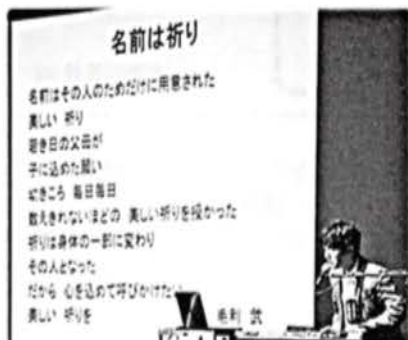 名前は祈り
名前はその人のためだけに用意された
美しい 祈り
若き日の父母が
子に込めた願い
幼きころ 毎日毎日
数えきれないほどの 美しい祈りを授かった
祈りは身体の一部に変わり
その人となった
だから 心を込めて呼びかけたい
美しい 祈りを
毛利 武